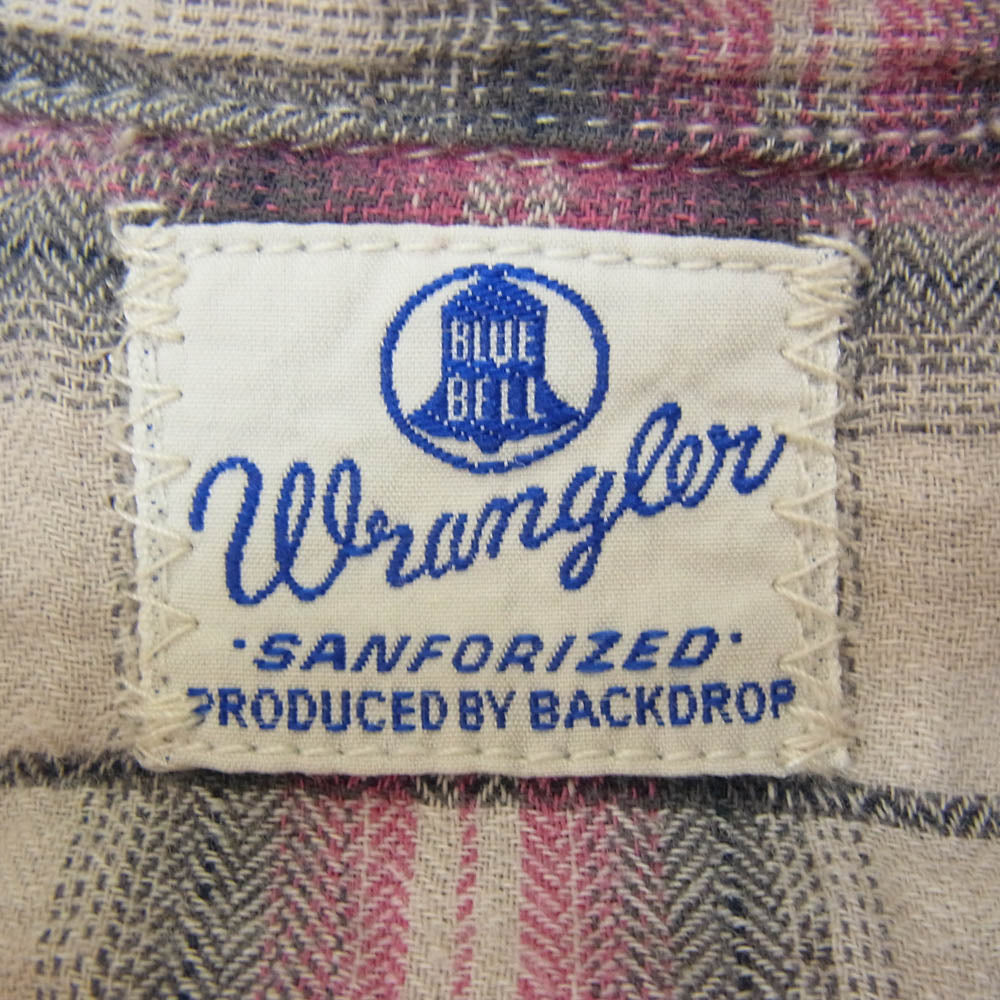 BLUE
BELL
Wrangler
·SANFORIZED·
PRODUCED BY BACKDROP